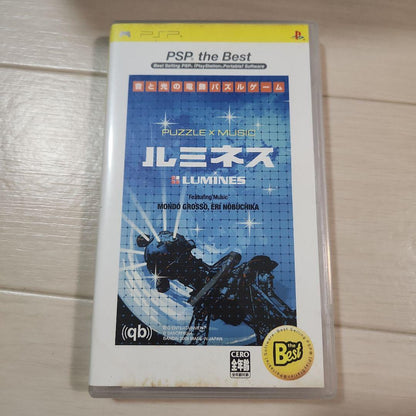 PSP
PSP® the Best
Best Selling PSP® (PlayStation® Portable) Software
音と光の電飾パズルゲーム
PUZZLE × MUSIC
ルミネス
LUMINES
"Featuring Music"
MONDO GROSSO, ERI NOBUCHIKA
qb
CERO
全年齢
the Best